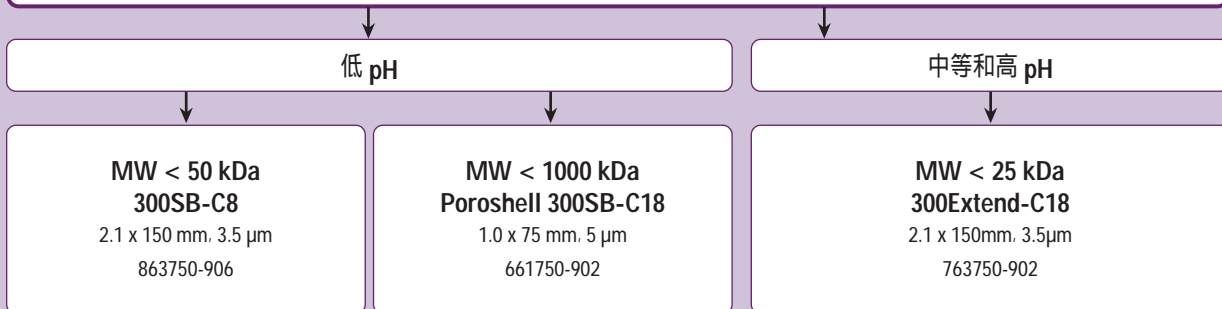 低 pH
中等和高 pH
MW < 50 kDa
300SB-C8
2.1 x 150 mm, 3.5 µm
863750-906
MW < 1000 kDa
Poroshell 300SB-C18
1.0 x 75 mm, 5 µm
661750-902
MW < 25 kDa
300Extend-C18
2.1 x 150mm, 3.5µm
763750-902